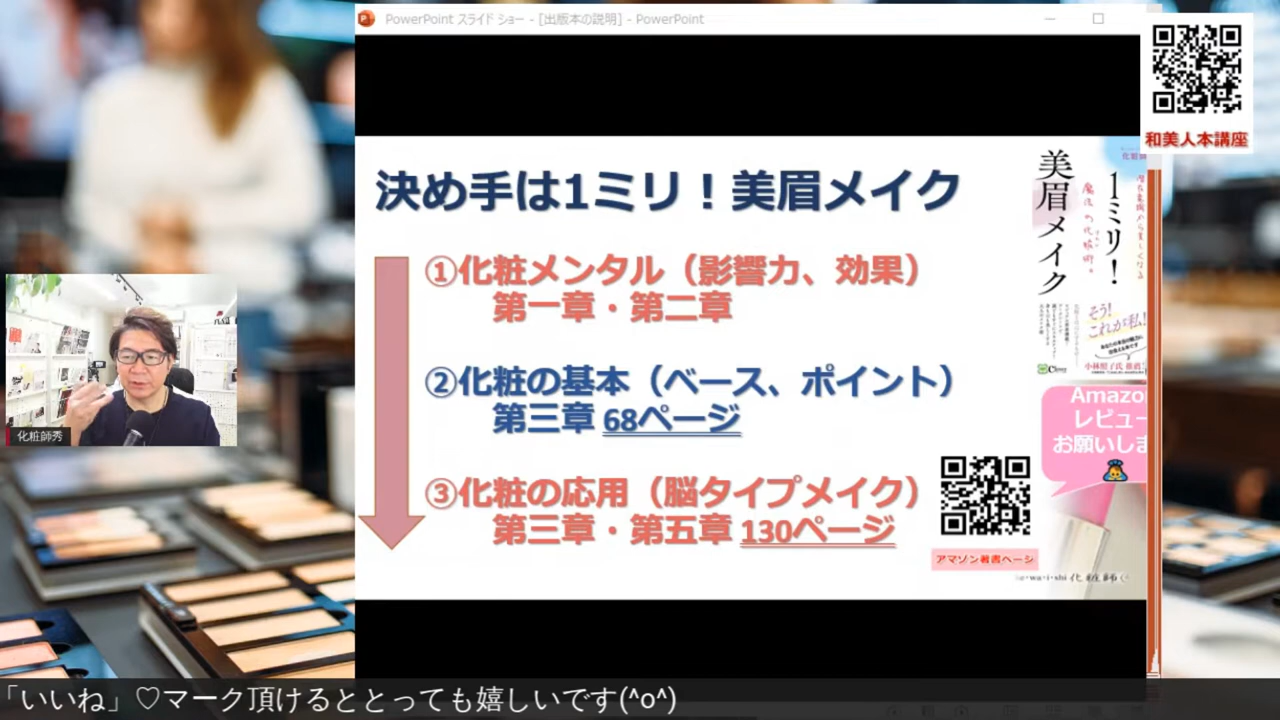 PowerPoint スライド ショー - [出版本の説明] - PowerPoint
和美人本講座
決め手は1ミリ！美眉メイク
①化粧メンタル（影響力、効果）
第一章・第二章
②化粧の基本（ベース、ポイント）
第三章 68ページ
③化粧の応用（脳タイプメイク）
第三章・第五章 130ページ
1ミリ！
美眉メイク
そう！
これが私！
Clover
Amazo
レビュー
お願いしま
アマゾン著書ページ
化粧師秀
「いいね」♡マーク頂けるととっても嬉しいです(^o^)